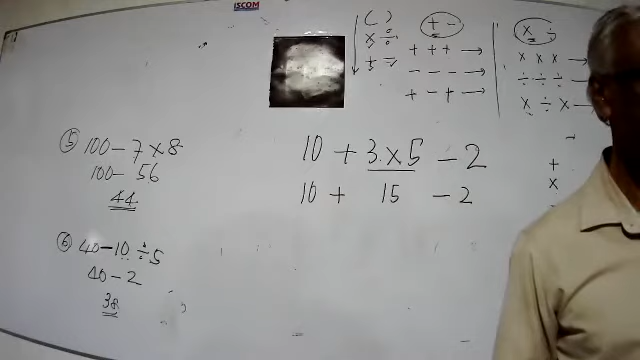 5COM
( )
× ÷
+ −
+ −
+ + + →
− − − →
+ − + →
× ÷
× × × →
÷ ÷ ÷ →
× ÷ × →
+
×
⑤ 100 − 7 × 8
100 − 56
44
⑥ 40 − 10 ÷ 5
40 − 2
38
10 + 3 × 5 − 2
10 + 15 − 2